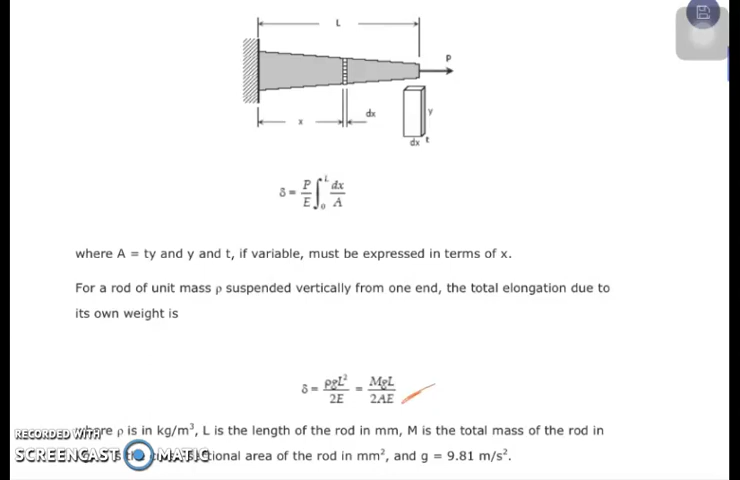 L
P
x
dx
y
dx t
δ = P/E ∫₀ᴸ dx/A
where A = ty and y and t, if variable, must be expressed in terms of x.
For a rod of unit mass ρ suspended vertically from one end, the total elongation due to
its own weight is
δ = ρgL²/2E = MgL/2AE
where ρ is in kg/m³, L is the length of the rod in mm, M is the total mass of the rod in
sectional area of the rod in mm², and g = 9.81 m/s².
RECORDED WITH
SCREENCAST MATIC